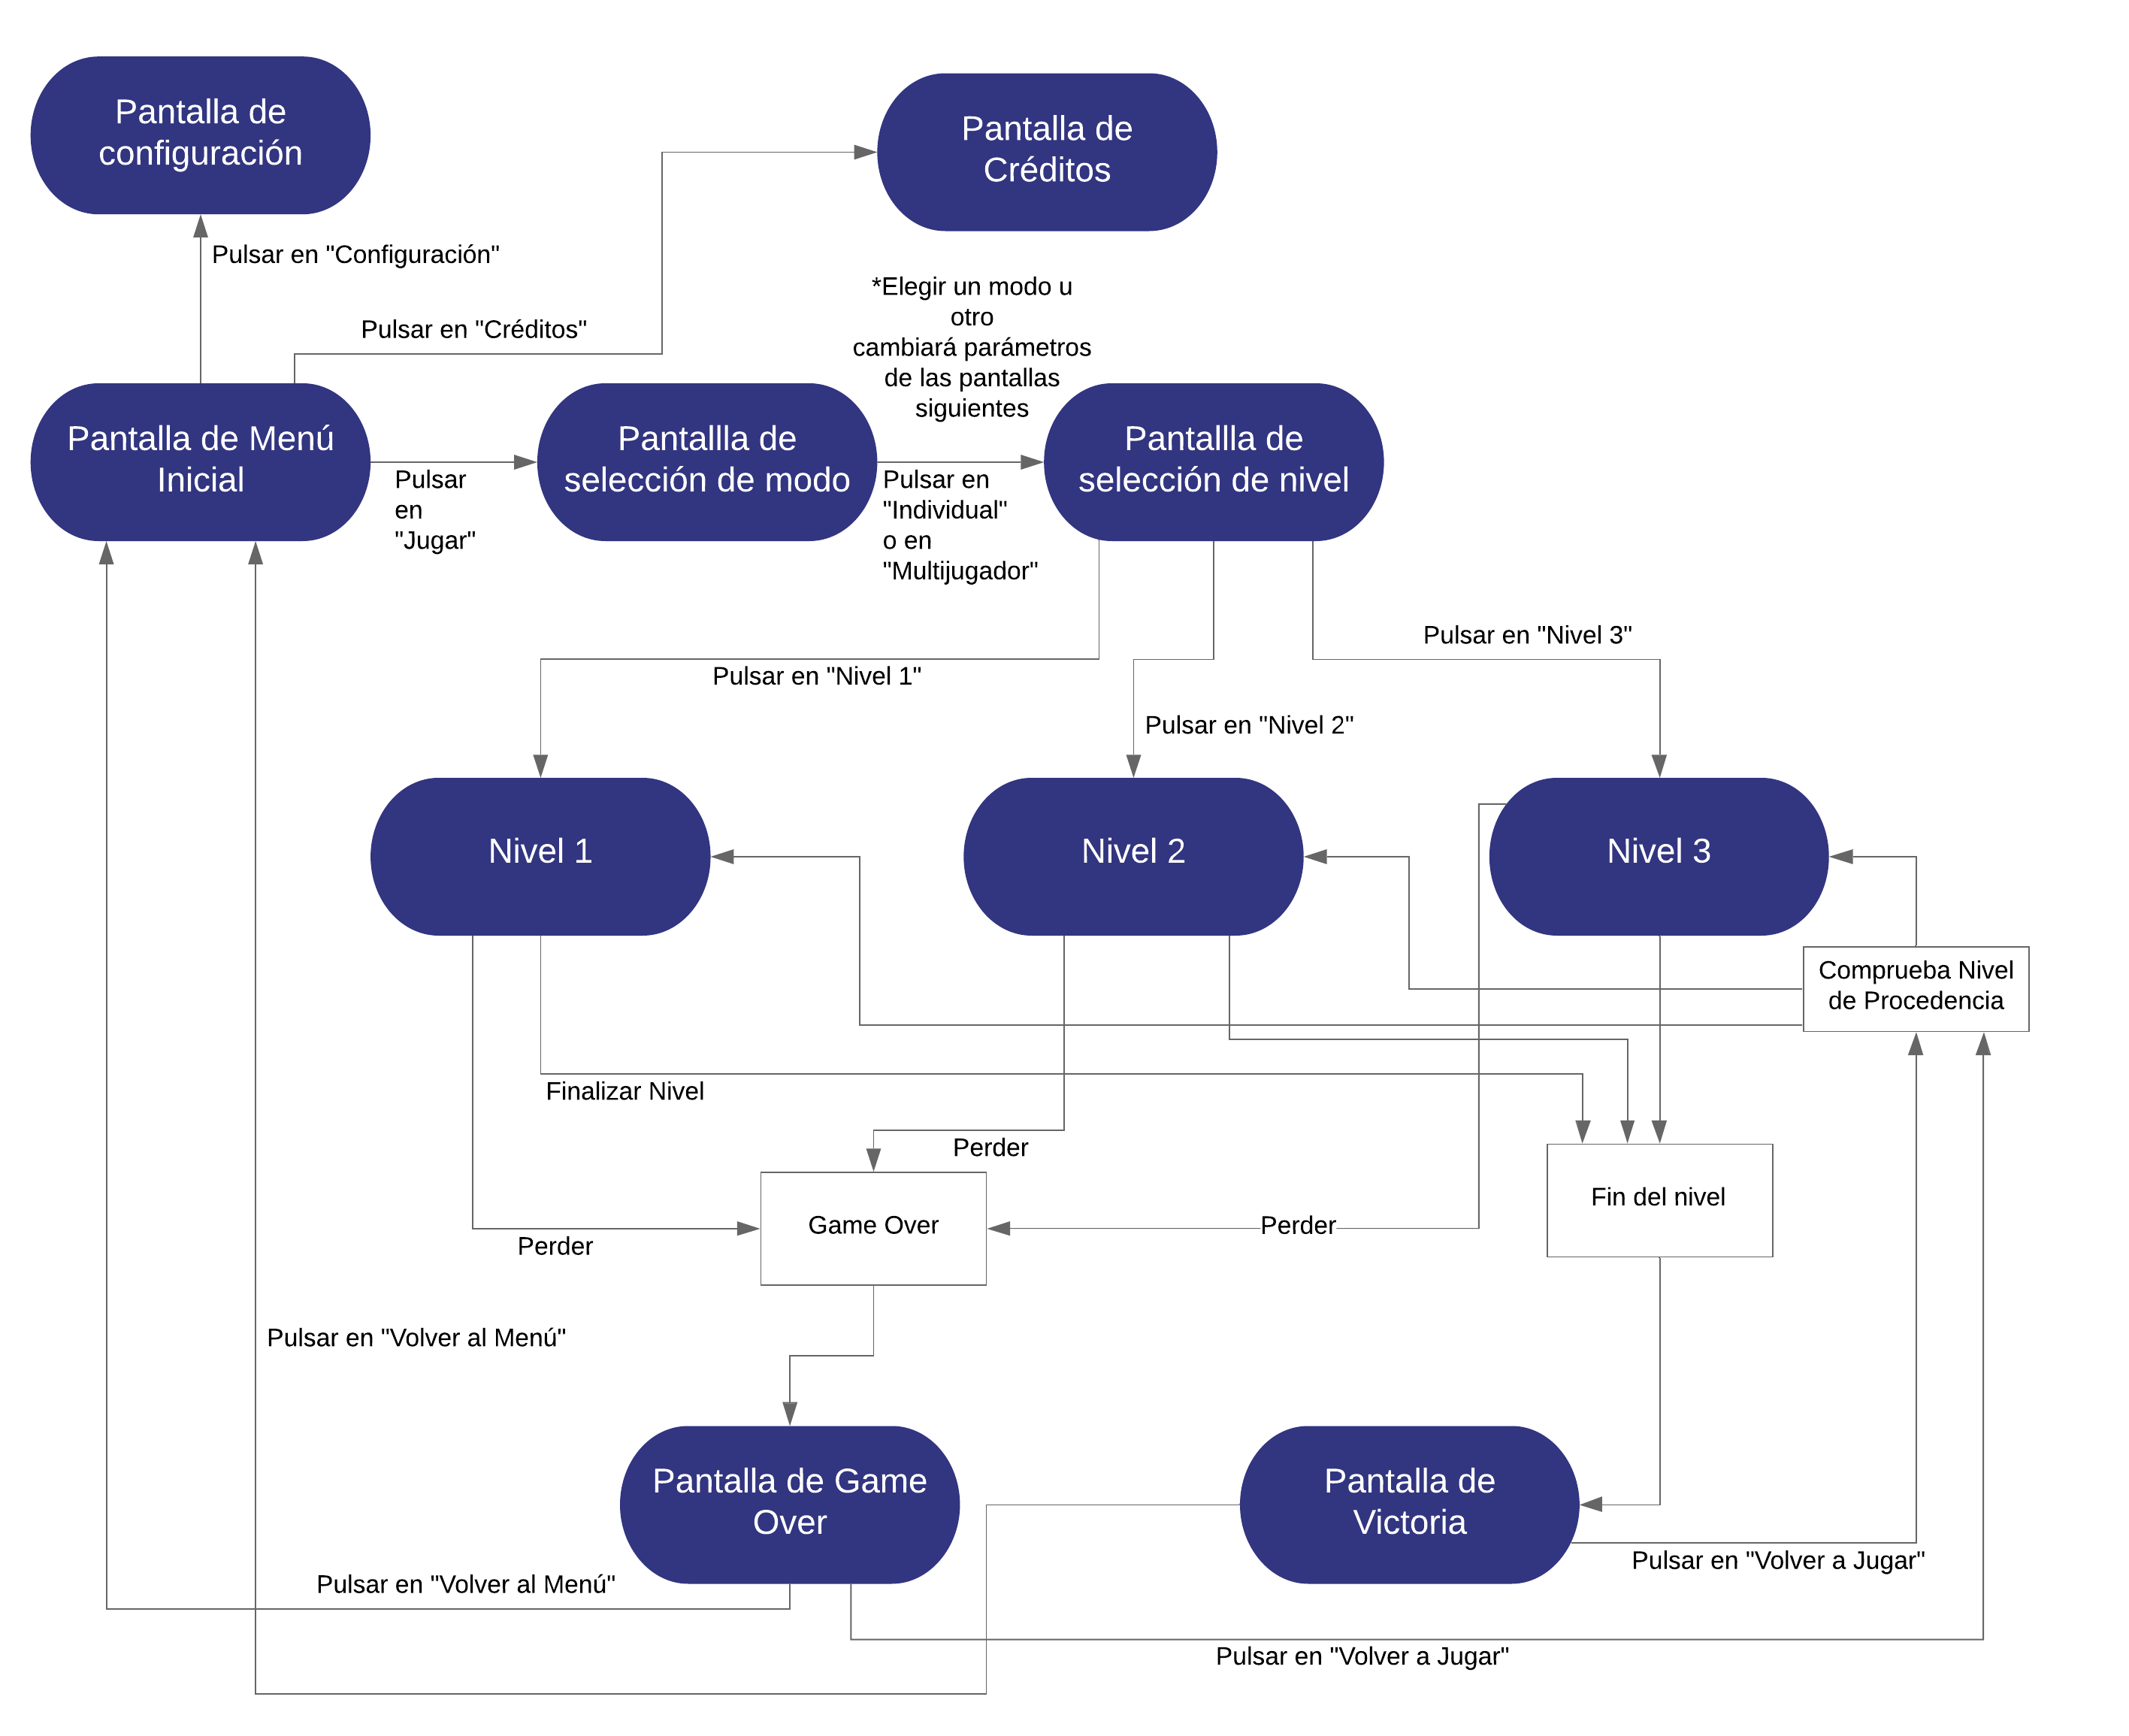 Pantalla de
configuración
Pantalla de
Créditos
Pulsar en "Configuración"
Pulsar en "Créditos"
*Elegir un modo u
otro
cambiará parámetros
de las pantallas
siguientes
Pantalla de Menú
Inicial
Pulsar
en
"Jugar"
Pantallla de
selección de modo
Pulsar en
"Individual"
o en
"Multijugador"
Pantallla de
selección de nivel
Pulsar en "Nivel 1"
Pulsar en "Nivel 2"
Pulsar en "Nivel 3"
Nivel 1
Nivel 2
Nivel 3
Comprueba Nivel
de Procedencia
Finalizar Nivel
Perder
Perder
Perder
Game Over
Fin del nivel
Pulsar en "Volver al Menú"
Pantalla de Game
Over
Pantalla de
Victoria
Pulsar en "Volver al Menú"
Pulsar en "Volver a Jugar"
Pulsar en "Volver a Jugar"